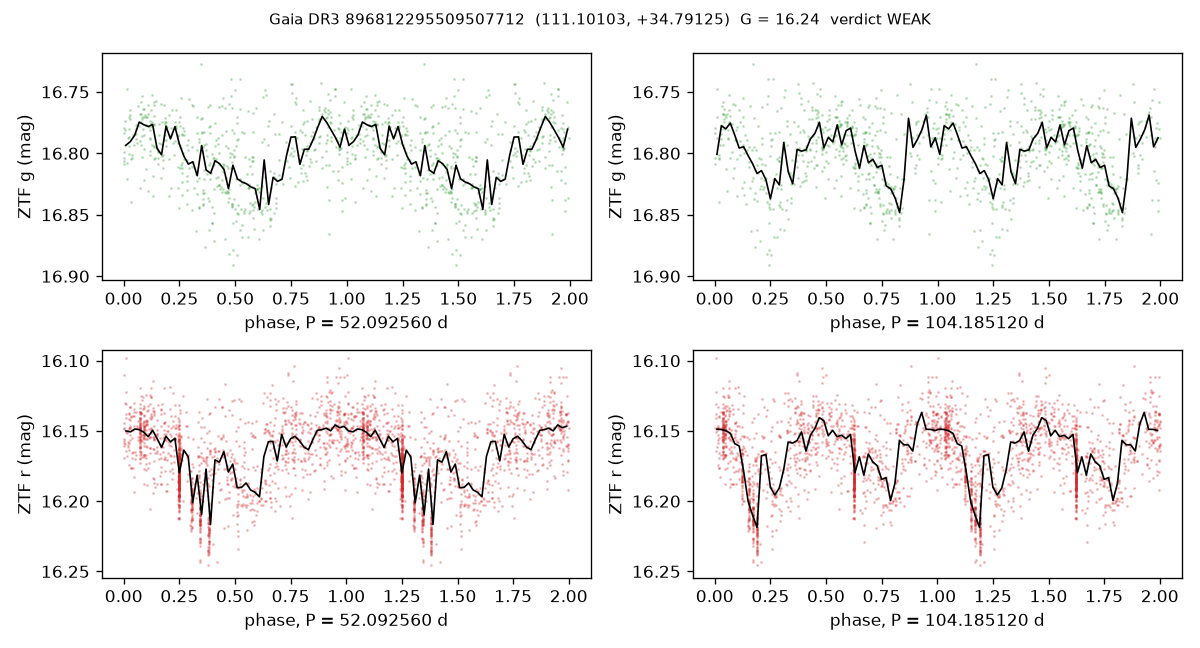 Gaia DR3 896812295509507712  (111.10103, +34.79125)  G = 16.24  verdict WEAK
ZTF g (mag)
16.75
16.80
16.85
16.90
0.00 0.25 0.50 0.75 1.00 1.25 1.50 1.75 2.00
phase, P = 52.092560 d
ZTF g (mag)
16.75
16.80
16.85
16.90
0.00 0.25 0.50 0.75 1.00 1.25 1.50 1.75 2.00
phase, P = 104.185120 d
ZTF r (mag)
16.10
16.15
16.20
16.25
0.00 0.25 0.50 0.75 1.00 1.25 1.50 1.75 2.00
phase, P = 52.092560 d
ZTF r (mag)
16.10
16.15
16.20
16.25
0.00 0.25 0.50 0.75 1.00 1.25 1.50 1.75 2.00
phase, P = 104.185120 d